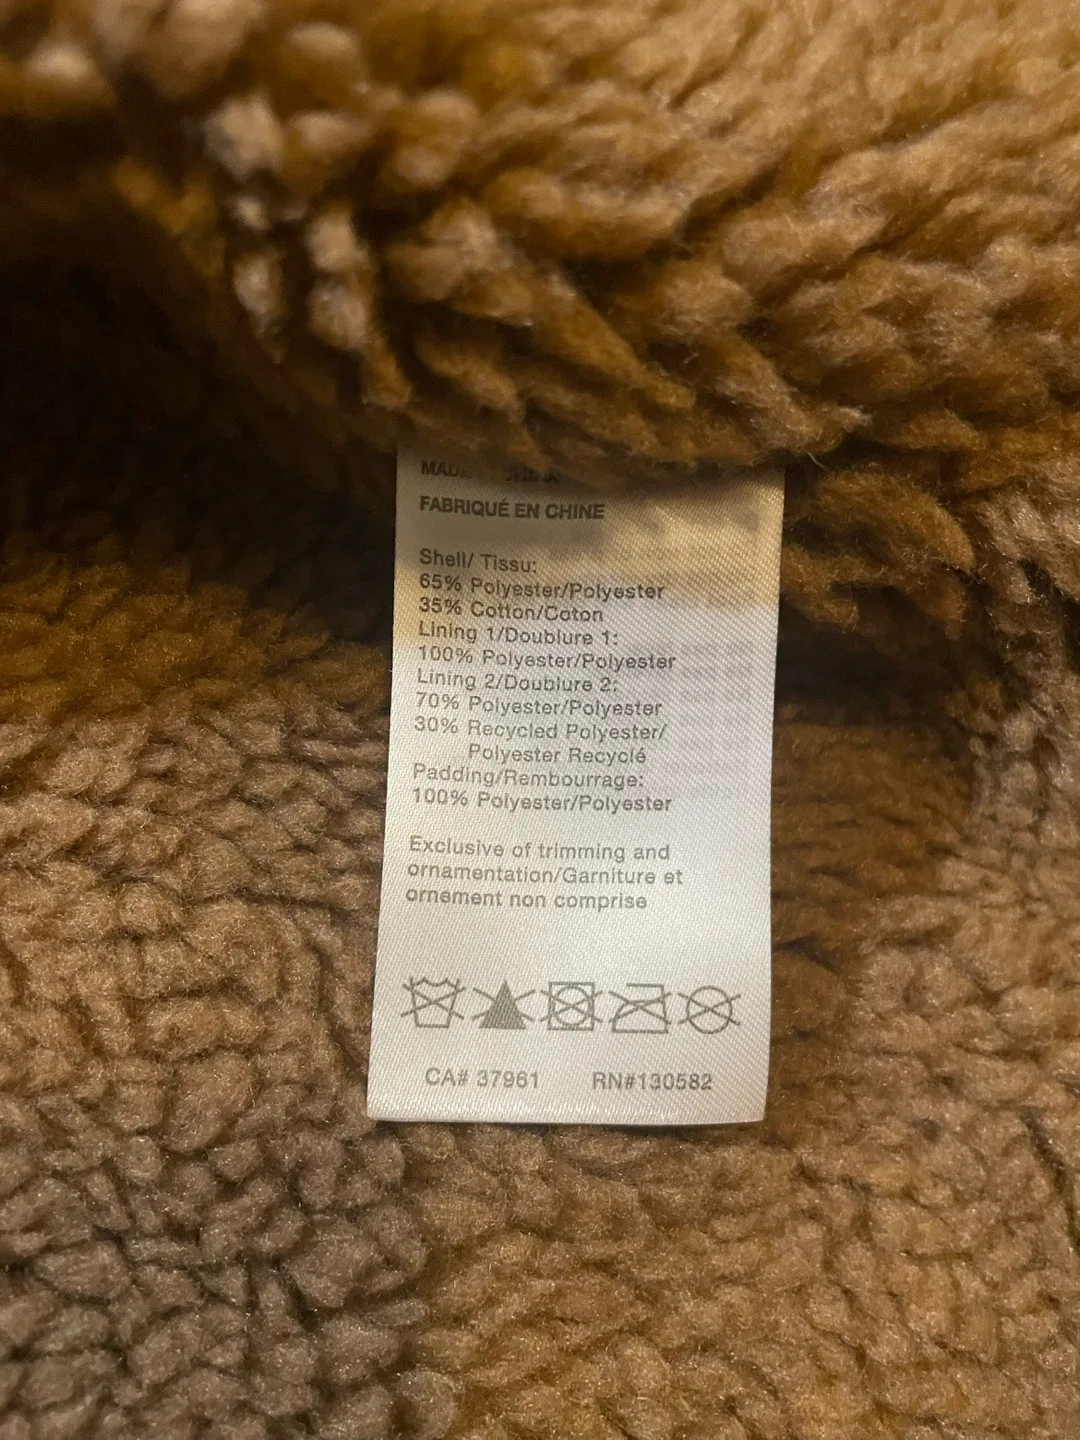 MADE
FABRIQUÉ EN CHINE
Shell/ Tissu:
65% Polyester/Polyester
35% Cotton/Coton
Lining 1/Doublure 1:
100% Polyester/Polyester
Lining 2/Doublure 2:
70% Polyester/Polyester
30% Recycled Polyester/
Polyester Recyclé
Padding/Rembourrage:
100% Polyester/Polyester
Exclusive of trimming and
ornamentation/Garniture et
ornement non comprise
CA# 37961 RN#130582